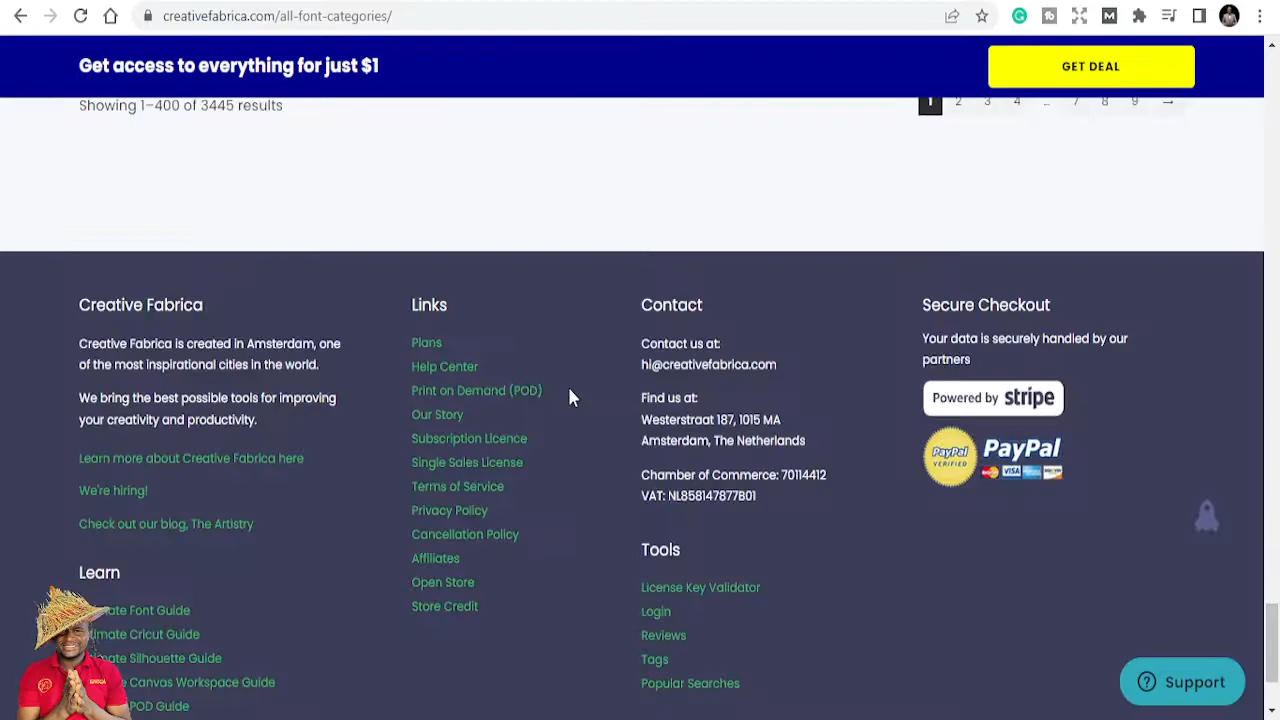 creativefabrica.com/all-font-categories/
Get access to everything for just $1
GET DEAL
Showing 1–400 of 3445 results
1 2 3 4 … 7 8 9 →
Creative Fabrica
Creative Fabrica is created in Amsterdam, one
of the most inspirational cities in the world.
We bring the best possible tools for improving
your creativity and productivity.
Learn more about Creative Fabrica here
We're hiring!
Check out our blog, The Artistry
Learn
mate Font Guide
imate Cricut Guide
mate Silhouette Guide
Canvas Workspace Guide
POD Guide
Links
Plans
Help Center
Print on Demand (POD)
Our Story
Subscription Licence
Single Sales License
Terms of Service
Privacy Policy
Cancellation Policy
Affiliates
Open Store
Store Credit
Contact
Contact us at:
hi@creativefabrica.com
Find us at:
Westerstraat 187, 1015 MA
Amsterdam, The Netherlands
Chamber of Commerce: 70114412
VAT: NL858147877B01
Tools
License Key Validator
Login
Reviews
Tags
Popular Searches
Secure Checkout
Your data is securely handled by our
partners
Powered by stripe
PayPal
VERIFIED
PayPal
VISA
Support